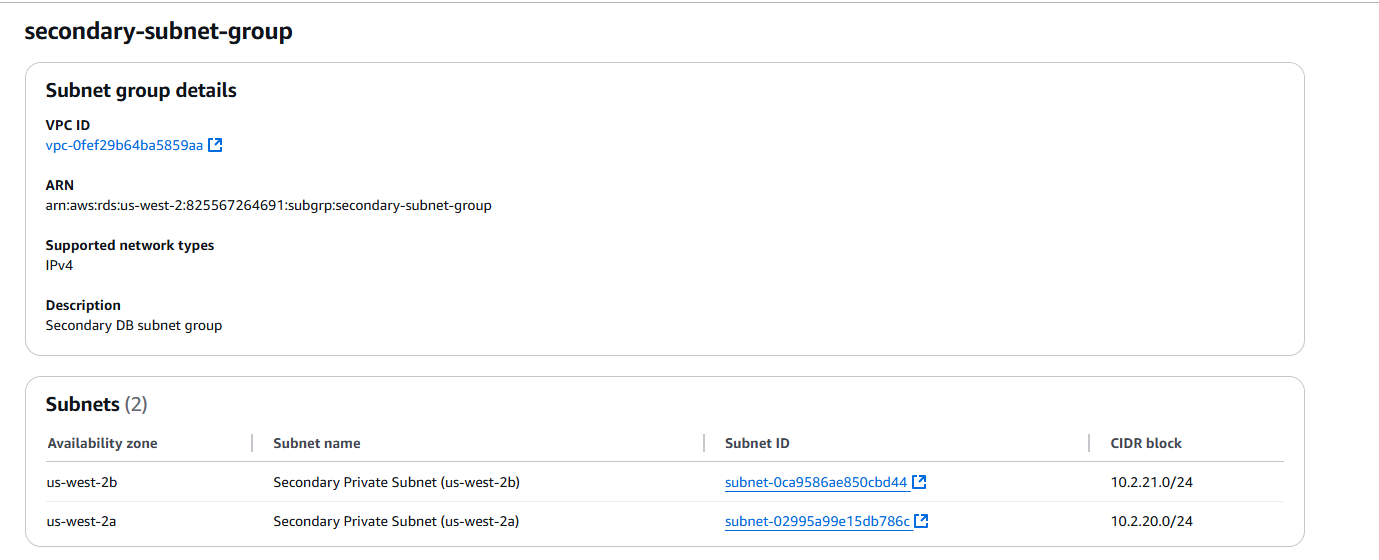 secondary-subnet-group
Subnet group details
VPC ID
vpc-0fef29b64ba5859aa
ARN
arn:aws:rds:us-west-2:825567264691:subgrp:secondary-subnet-group
Supported network types
IPv4
Description
Secondary DB subnet group
Subnets (2)
Availability zone Subnet name Subnet ID CIDR block
us-west-2b Secondary Private Subnet (us-west-2b) subnet-0ca9586ae850cbd44 10.2.21.0/24
us-west-2a Secondary Private Subnet (us-west-2a) subnet-02995a99e15db786c 10.2.20.0/24